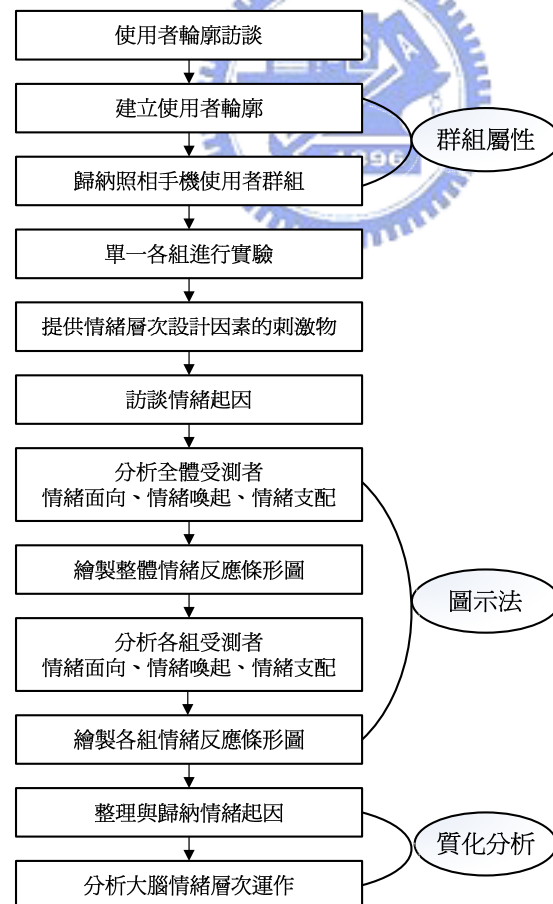 使用者輪廓訪談
建立使用者輪廓
群組屬性
1896
歸納照相手機使用者群組
單一各組進行實驗
提供情緒層次設計因素的刺激物
訪談情緒起因
分析全體受測者
情緒面向、情緒喚起、情緒支配
繪製整體情緒反應條形圖
圖示法
分析各組受測者
情緒面向、情緒喚起、情緒支配
繪製各組情緒反應條形圖
整理與歸納情緒起因
質化分析
分析大腦情緒層次運作